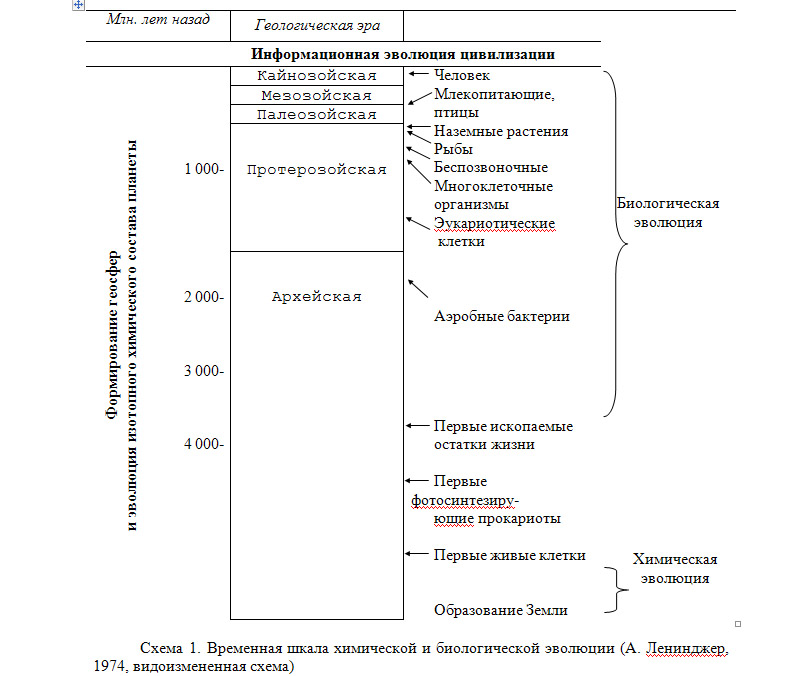 Млн. лет назад
Геологическая эра
Информационная эволюция цивилизации
Формирование геосфер
и эволюция изотопного химического состава планеты
1 000-
2 000-
3 000-
4 000-
Кайнозойская
Мезозойская
Палеозойская
Протерозойская
Архейская
Человек
Млекопитающие,
птицы
Наземные растения
Рыбы
Беспозвоночные
Многоклеточные
организмы
Эукариотические
клетки
Аэробные бактерии
Первые ископаемые
остатки жизни
Первые
фотосинтезиру-
ющие прокариоты
Первые живые клетки
Образование Земли
Биологическая
эволюция
Химическая
эволюция
Схема 1. Временная шкала химической и биологической эволюции (А. Ленинджер,
1974, видоизмененная схема)